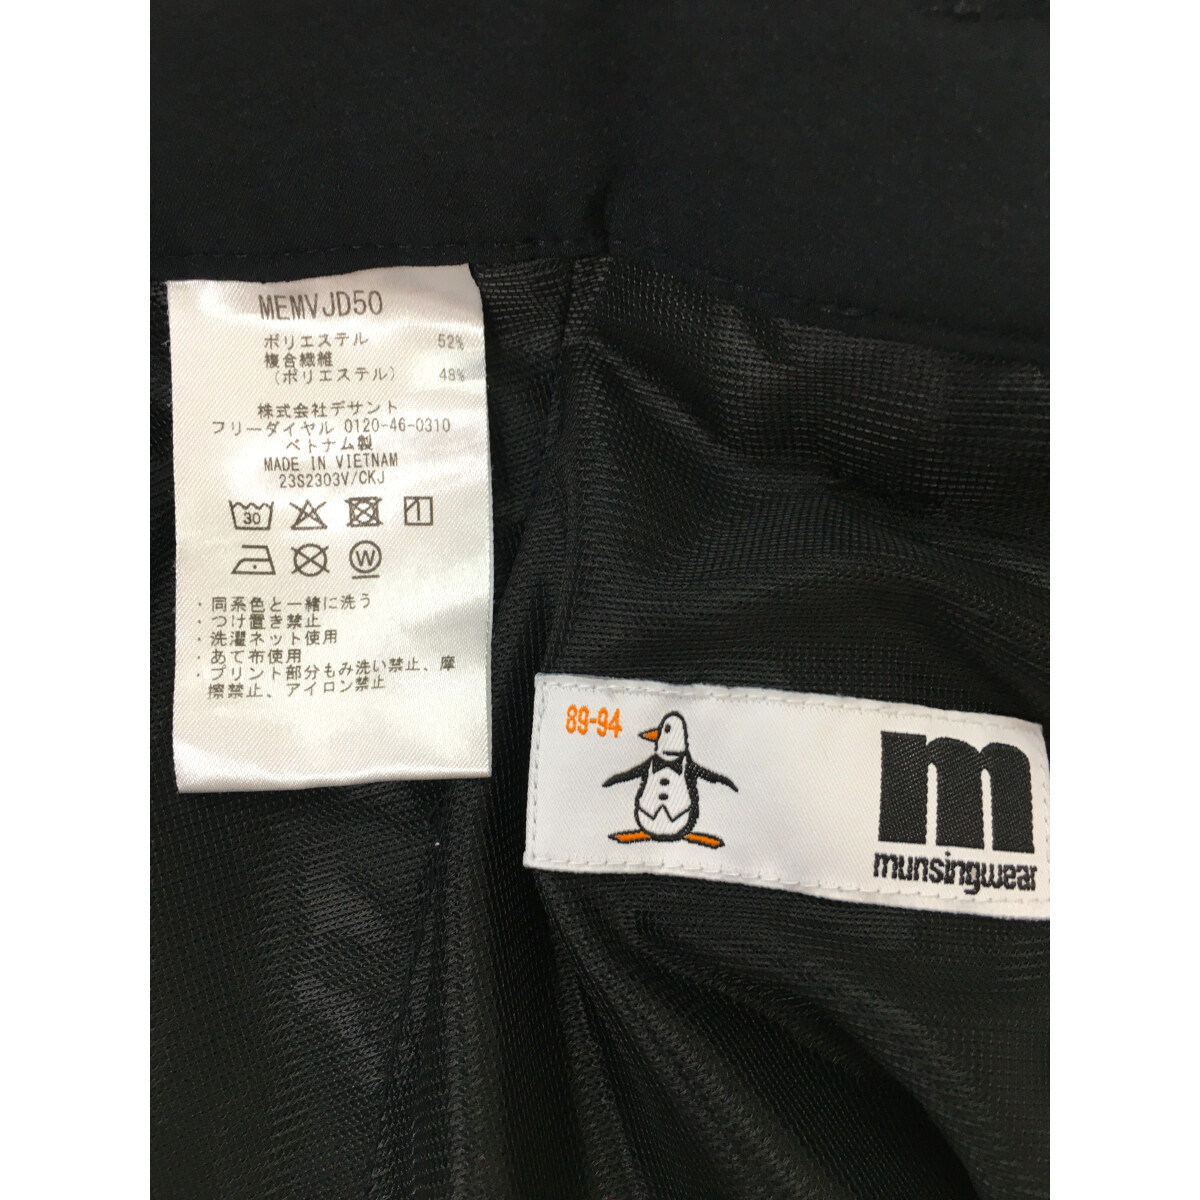 MEMVJD50
ポリエステル 52%
複合繊維
(ポリエステル) 48%
株式会社デサント
フリーダイヤル 0120-46-0310
ベトナム製
MADE IN VIETNAM
23S2303V/CKJ
30
W
・同系色と一緒に洗う
・つけ置き禁止
・洗濯ネット使用
・あて布使用
・プリント部分もみ洗い禁止、摩
擦禁止、アイロン禁止
89-94
m
munsingwear